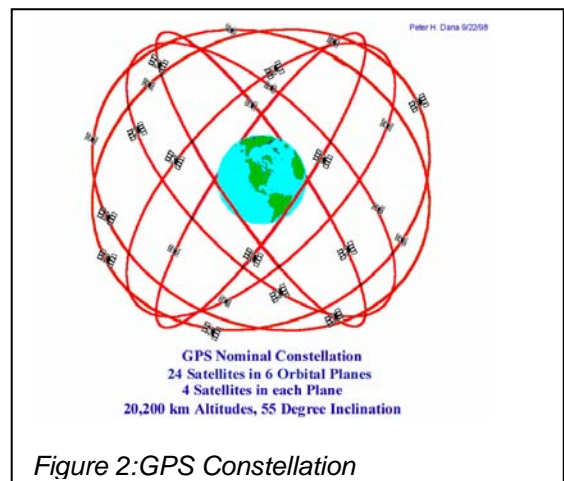 Peter H. Dana 9/22/98
GPS Nominal Constellation
24 Satellites in 6 Orbital Planes
4 Satellites in each Plane
20,200 km Altitudes, 55 Degree Inclination
Figure 2:GPS Constellation